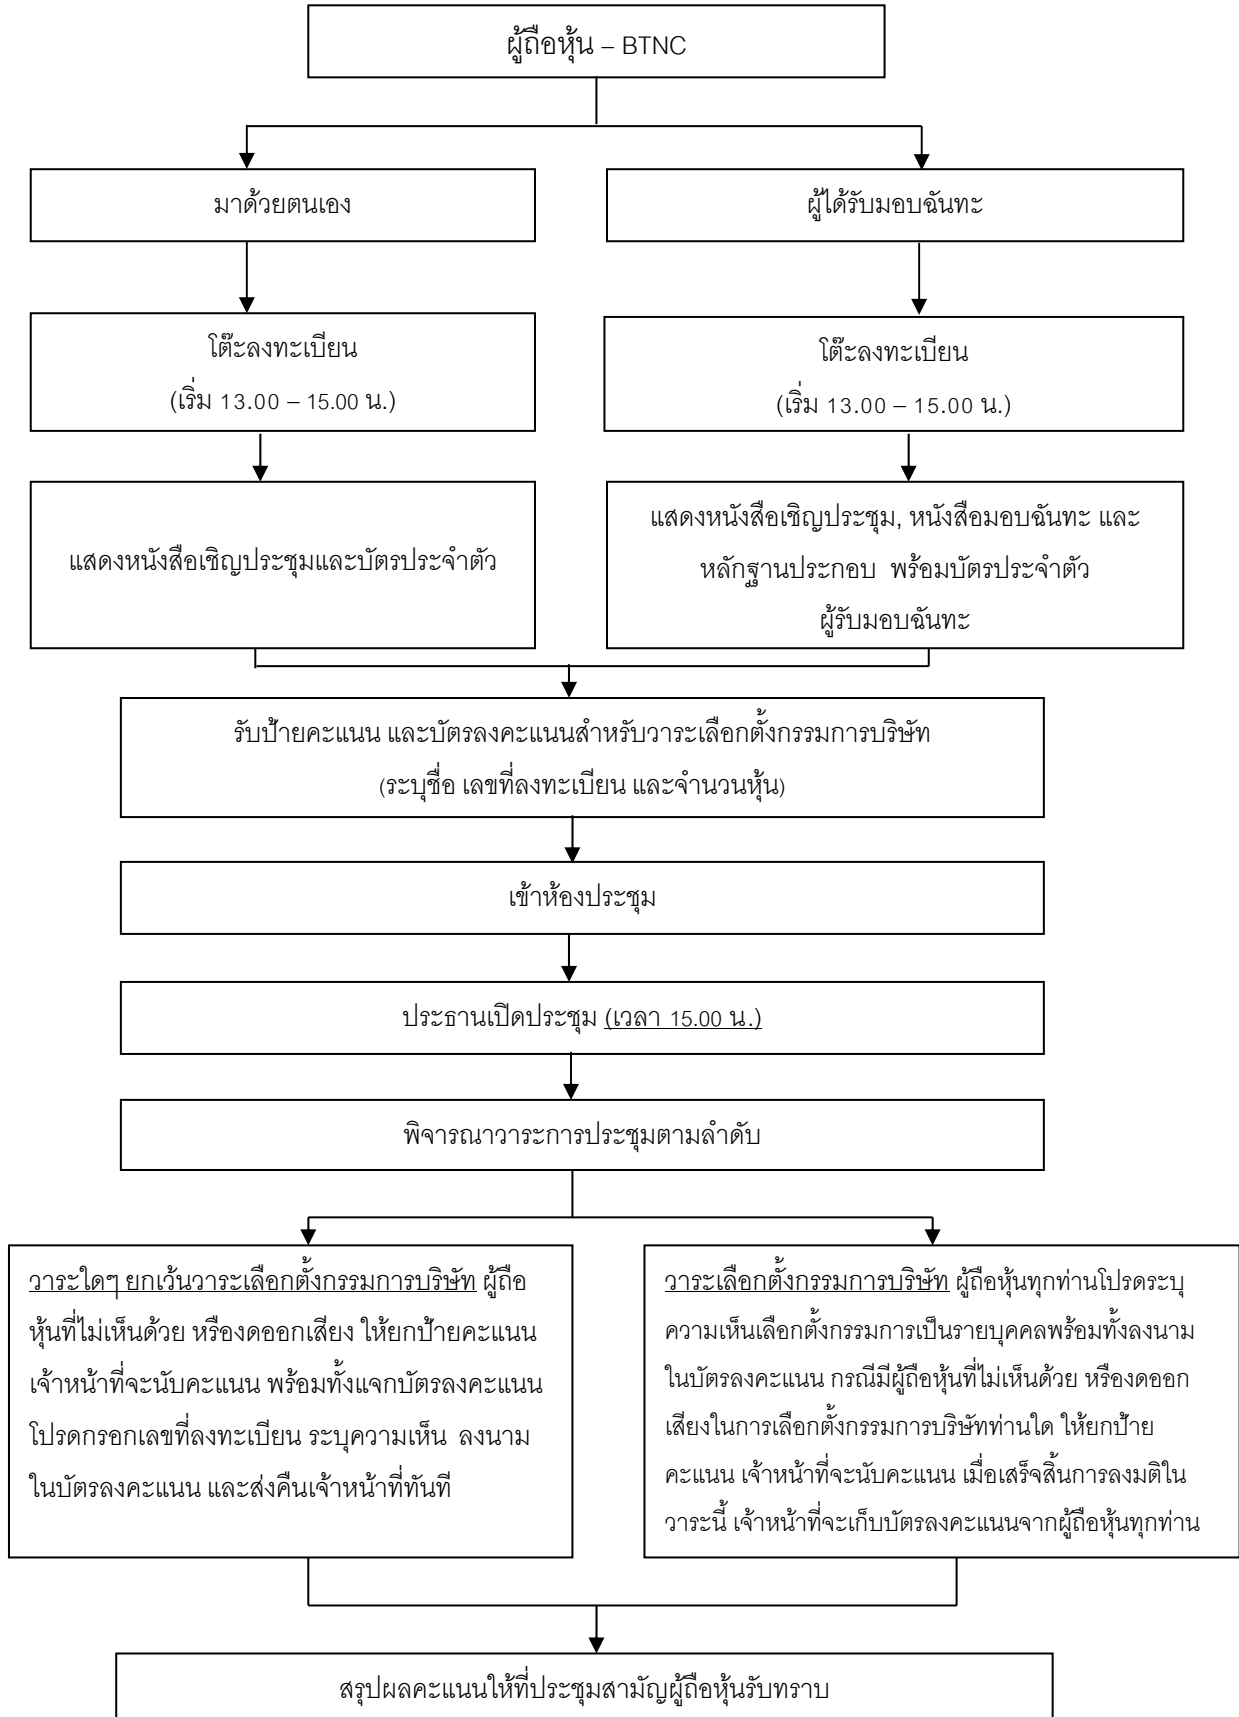 ผู้ถือหุ้น – BTNC
มาด้วยตนเอง
ผู้ได้รับมอบฉันทะ
โต๊ะลงทะเบียน
(เริ่ม 13.00 – 15.00 น.)
โต๊ะลงทะเบียน
(เริ่ม 13.00 – 15.00 น.)
แสดงหนังสือเชิญประชุมและบัตรประจำตัว
แสดงหนังสือเชิญประชุม, หนังสือมอบฉันทะ และ
หลักฐานประกอบ พร้อมบัตรประจำตัว
ผู้รับมอบฉันทะ
รับป้ายคะแนน และบัตรลงคะแนนสำหรับวาระเลือกตั้งกรรมการบริษัท
(ระบุชื่อ เลขที่ลงทะเบียน และจำนวนหุ้น)
เข้าห้องประชุม
ประธานเปิดประชุม (เวลา 15.00 น.)
พิจารณาวาระการประชุมตามลำดับ
วาระใดๆ ยกเว้นวาระเลือกตั้งกรรมการบริษัท ผู้ถือ
หุ้นที่ไม่เห็นด้วย หรืองดออกเสียง ให้ยกป้ายคะแนน
เจ้าหน้าที่จะนับคะแนน พร้อมทั้งแจกบัตรลงคะแนน
โปรดกรอกเลขที่ลงทะเบียน ระบุความเห็น ลงนาม
ในบัตรลงคะแนน และส่งคืนเจ้าหน้าที่ทันที
วาระเลือกตั้งกรรมการบริษัท ผู้ถือหุ้นทุกท่านโปรดระบุ
ความเห็นเลือกตั้งกรรมการเป็นรายบุคคลพร้อมทั้งลงนาม
ในบัตรลงคะแนน กรณีมีผู้ถือหุ้นที่ไม่เห็นด้วย หรืองดออก
เสียงในการเลือกตั้งกรรมการบริษัทท่านใด ให้ยกป้าย
คะแนน เจ้าหน้าที่จะนับคะแนน เมื่อเสร็จสิ้นการลงมติใน
วาระนี้ เจ้าหน้าที่จะเก็บบัตรลงคะแนนจากผู้ถือหุ้นทุกท่าน
สรุปผลคะแนนให้ที่ประชุมสามัญผู้ถือหุ้นรับทราบ